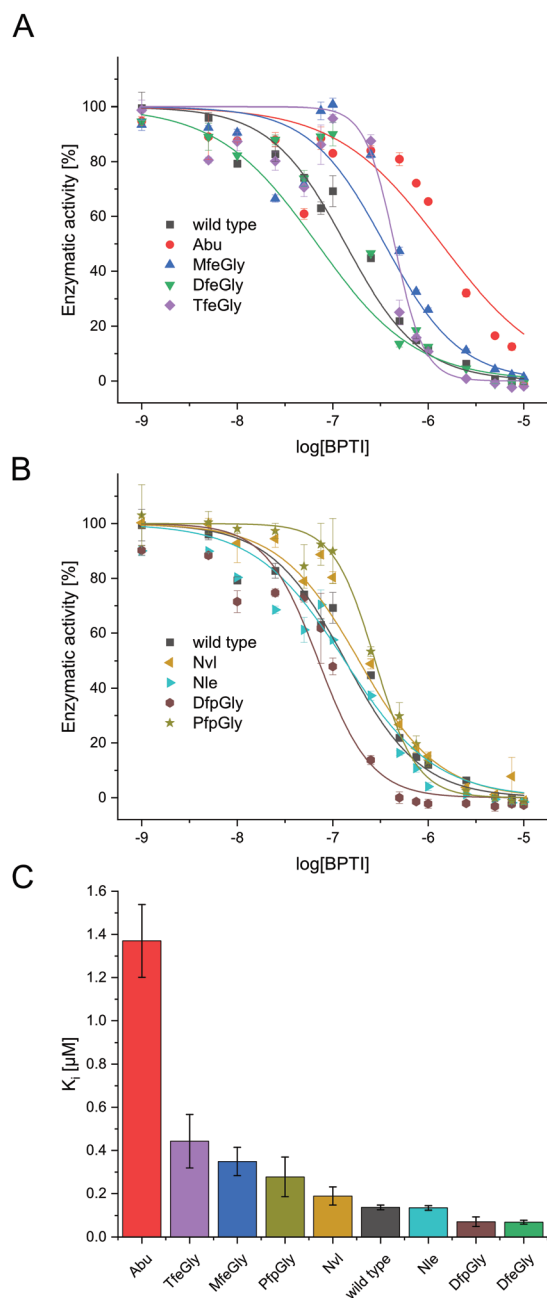 A
Enzymatic activity [%]
120
100
80
60
40
20
0
wild type
Abu
MfeGly
DfeGly
TfeGly
-9
-8
-7
-6
-5
log[BPTI]
B
Enzymatic activity [%]
120
100
80
60
40
20
0
wild type
Nvl
Nle
DfpGly
PfpGly
-9
-8
-7
-6
-5
log[BPTI]
C
Ki [µM]
1.6
1.4
1.2
1.0
0.8
0.6
0.4
0.2
0.0
Abu
TfeGly
MfeGly
PfpGly
Nvl
wild type
Nle
DfpGly
DfeGly